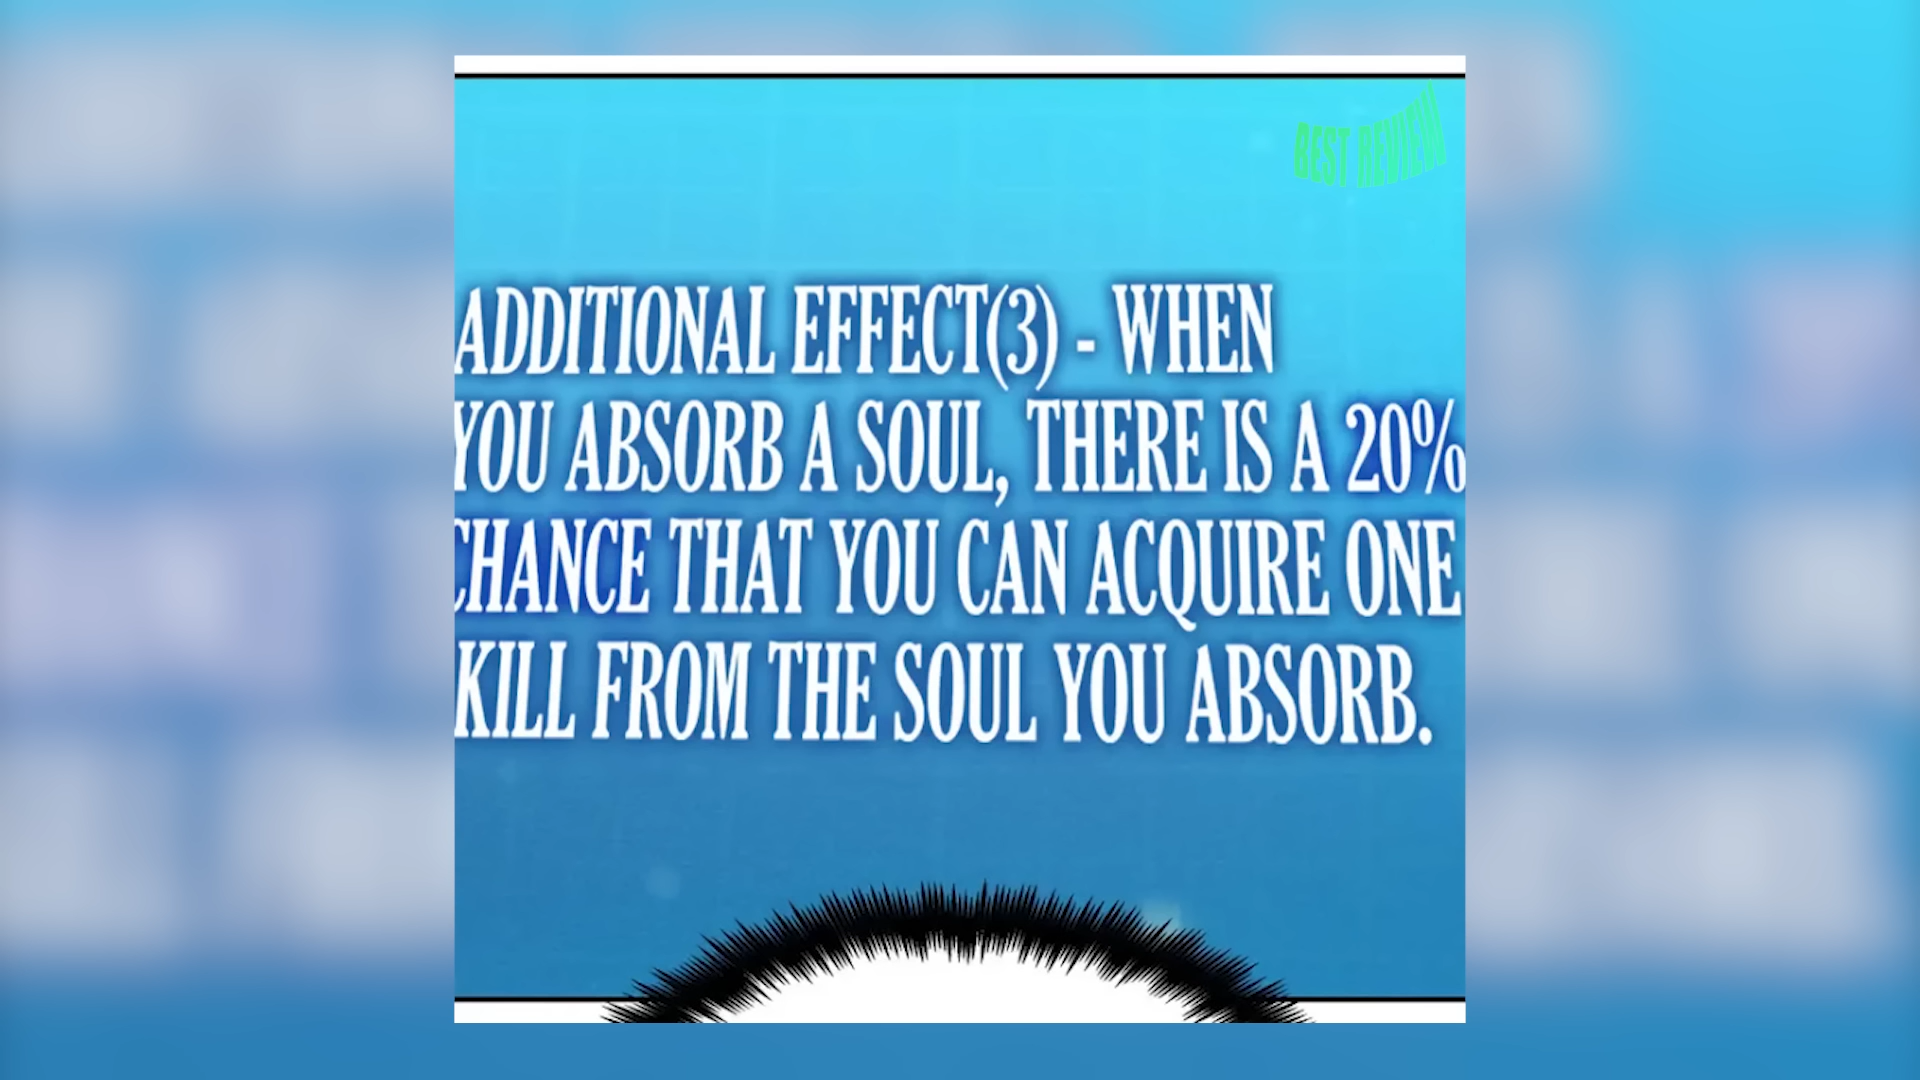 BEST REVIEW
ADDITIONAL EFFECT(3) - WHEN
YOU ABSORB A SOUL, THERE IS A 20%
CHANCE THAT YOU CAN ACQUIRE ONE
KILL FROM THE SOUL YOU ABSORB.